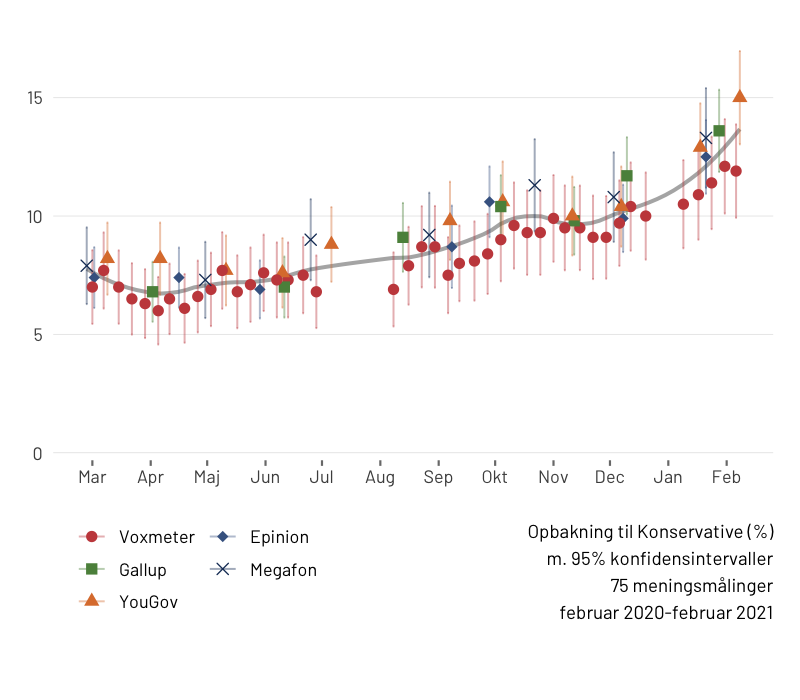 15
10
5
0
Mar Apr Maj Jun Jul Aug Sep Okt Nov Dec Jan Feb
Voxmeter Epinion
Gallup Megafon
YouGov
Opbakning til Konservative (%)
m. 95% konfidensintervaller
75 meningsmålinger
februar 2020-februar 2021